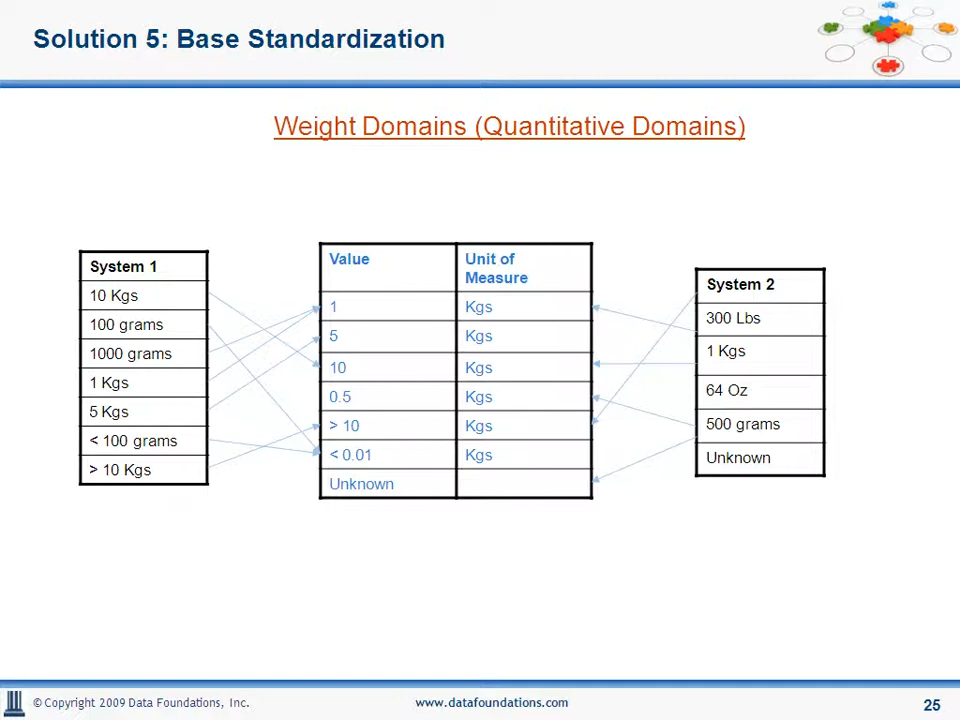 Solution 5: Base Standardization
Weight Domains (Quantitative Domains)
System 1
10 Kgs
100 grams
1000 grams
1 Kgs
5 Kgs
< 100 grams
> 10 Kgs
Value Unit of
Measure
1 Kgs
5 Kgs
10 Kgs
0.5 Kgs
> 10 Kgs
< 0.01 Kgs
Unknown
System 2
300 Lbs
1 Kgs
64 Oz
500 grams
Unknown
© Copyright 2009 Data Foundations, Inc. www.datafoundations.com 25